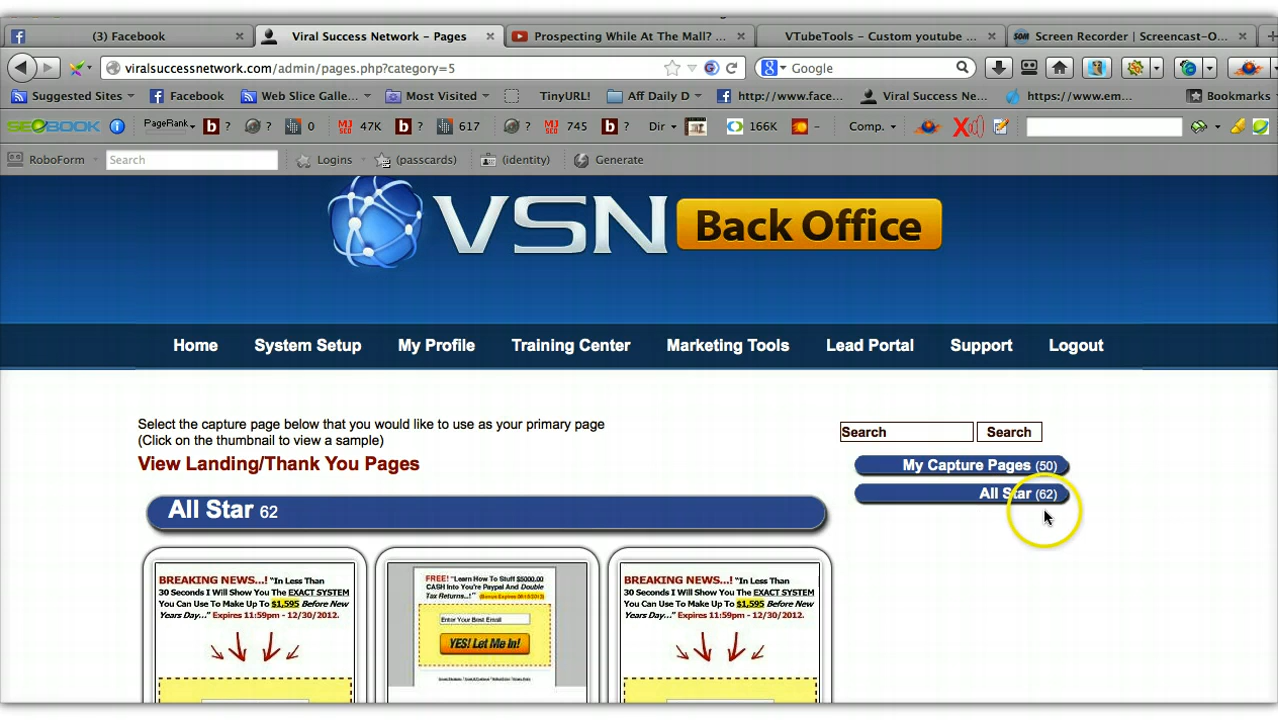 (3) Facebook
Viral Success Network - Pages
Prospecting While At The Mall? ...
VTubeTools - Custom youtube ...
SOM Screen Recorder | Screencast-O...
viralsuccessnetwork.com/admin/pages.php?category=5
Google
Suggested Sites
Facebook
Web Slice Galle...
Most Visited
TinyURL!
Aff Daily D
http://www.face...
Viral Success Ne...
https://www.em...
Bookmarks
SEOBOOK
PageRank
b ?
?
0
MJ SEO 47K
b ?
617
?
MJ SEO 745
b ?
Dir
166K
-
Comp.
RoboForm
Search
Logins
(passcards)
(identity)
Generate
VSN Back Office
Home
System Setup
My Profile
Training Center
Marketing Tools
Lead Portal
Support
Logout
Select the capture page below that you would like to use as your primary page
(Click on the thumbnail to view a sample)
View Landing/Thank You Pages
Search
Search
My Capture Pages (50)
All Star (62)
All Star 62
BREAKING NEWS...! "In Less Than
30 Seconds I Will Show You The EXACT SYSTEM
You Can Use To Make Up To $1,595 Before New
Years Day..." Expires 11:59pm - 12/30/2012.
FREE! "Learn How To Stuff $5000.00
CASH Into You're Paypal And Double
Tax Returns...!"
Enter Your Best Email
YES! Let Me In!
BREAKING NEWS...! "In Less Than
30 Seconds I Will Show You The EXACT SYSTEM
You Can Use To Make Up To $1,595 Before New
Years Day..." Expires 11:59pm - 12/30/2012.